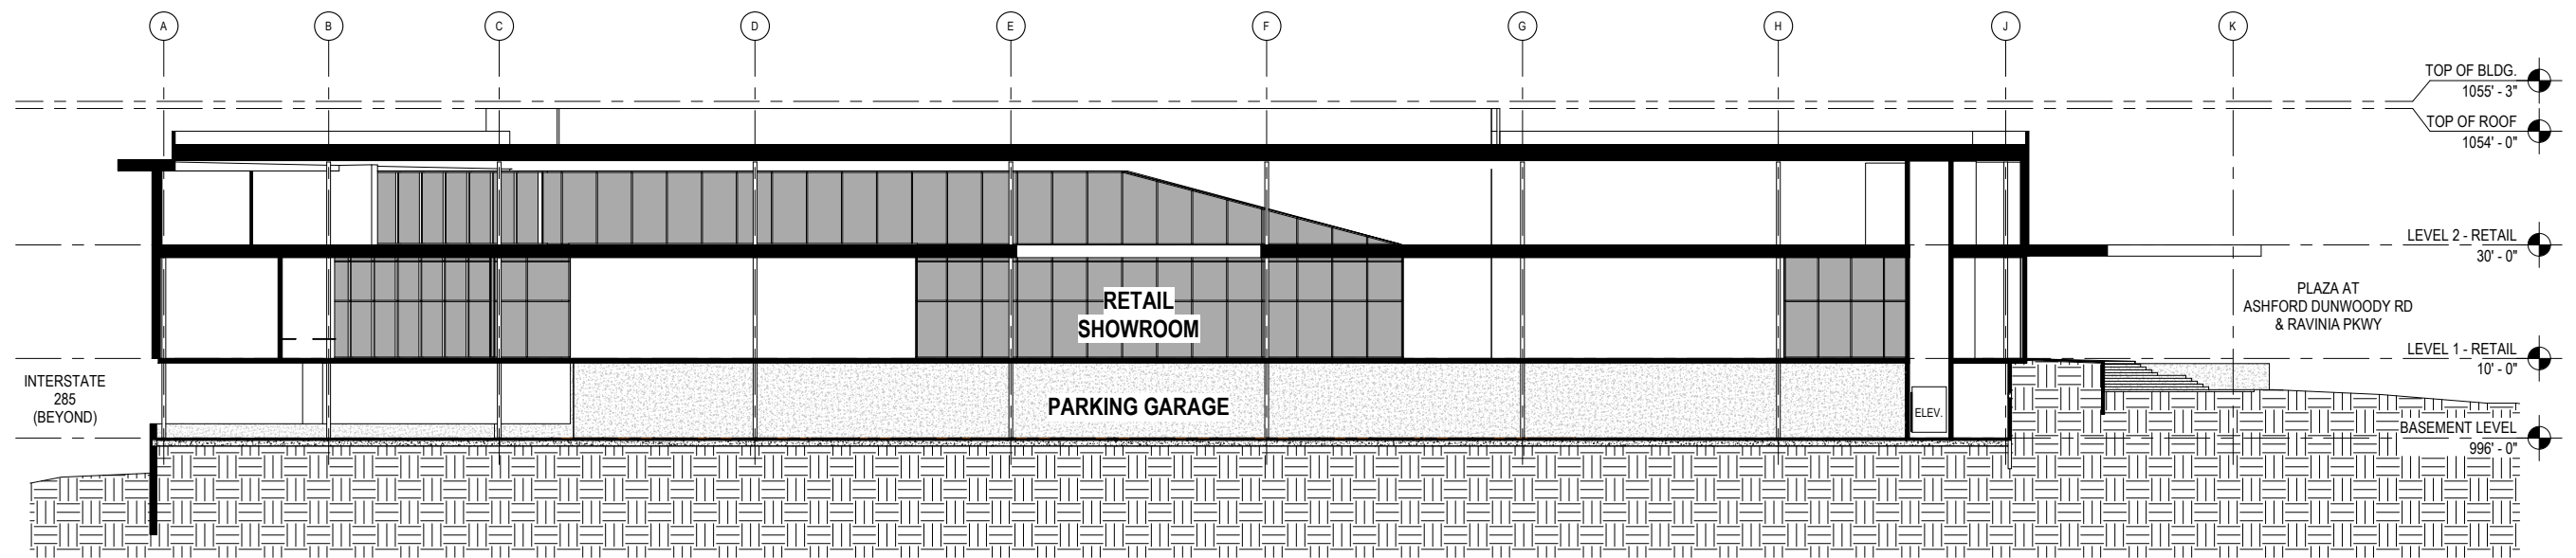 A B C D E F G H J K
TOP OF BLDG.
1055' - 3"
TOP OF ROOF
1054' - 0"
LEVEL 2 - RETAIL
30' - 0"
PLAZA AT
ASHFORD DUNWOODY RD
& RAVINIA PKWY
RETAIL
SHOWROOM
LEVEL 1 - RETAIL
10' - 0"
INTERSTATE
285
(BEYOND)
PARKING GARAGE
ELEV.
BASEMENT LEVEL
996' - 0"